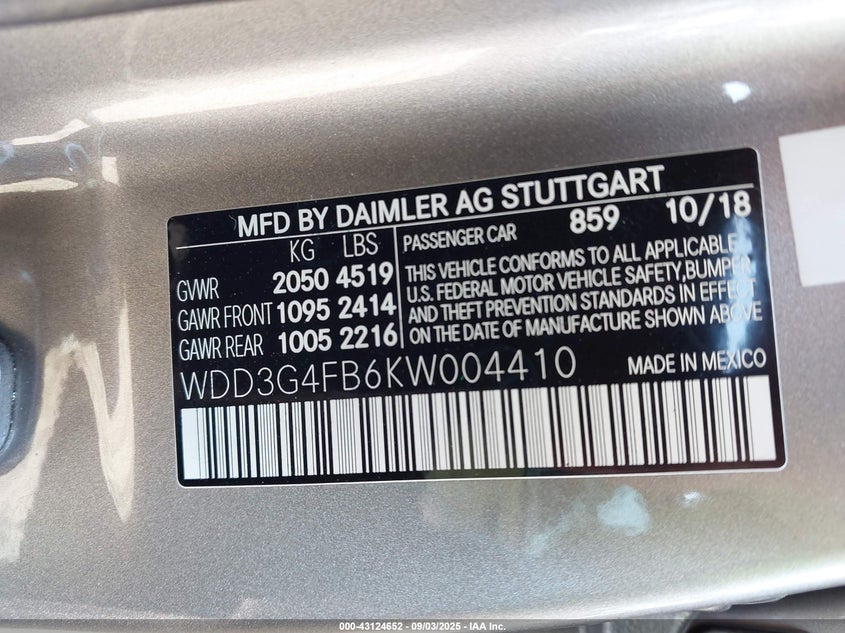 MFD BY DAIMLER AG STUTTGART
KG LBS
GVWR 2050 4519
GAWR FRONT 1095 2414
GAWR REAR 1005 2216
PASSENGER CAR 859 10/18
THIS VEHICLE CONFORMS TO ALL APPLICABLE
U.S. FEDERAL MOTOR VEHICLE SAFETY,BUMPER,
AND THEFT PREVENTION STANDARDS IN EFFECT
ON THE DATE OF MANUFACTURE SHOWN ABOVE
WDD3G4FB6KW004410 MADE IN MEXICO
000-43124652 - 09/03/2025 - IAA Inc.